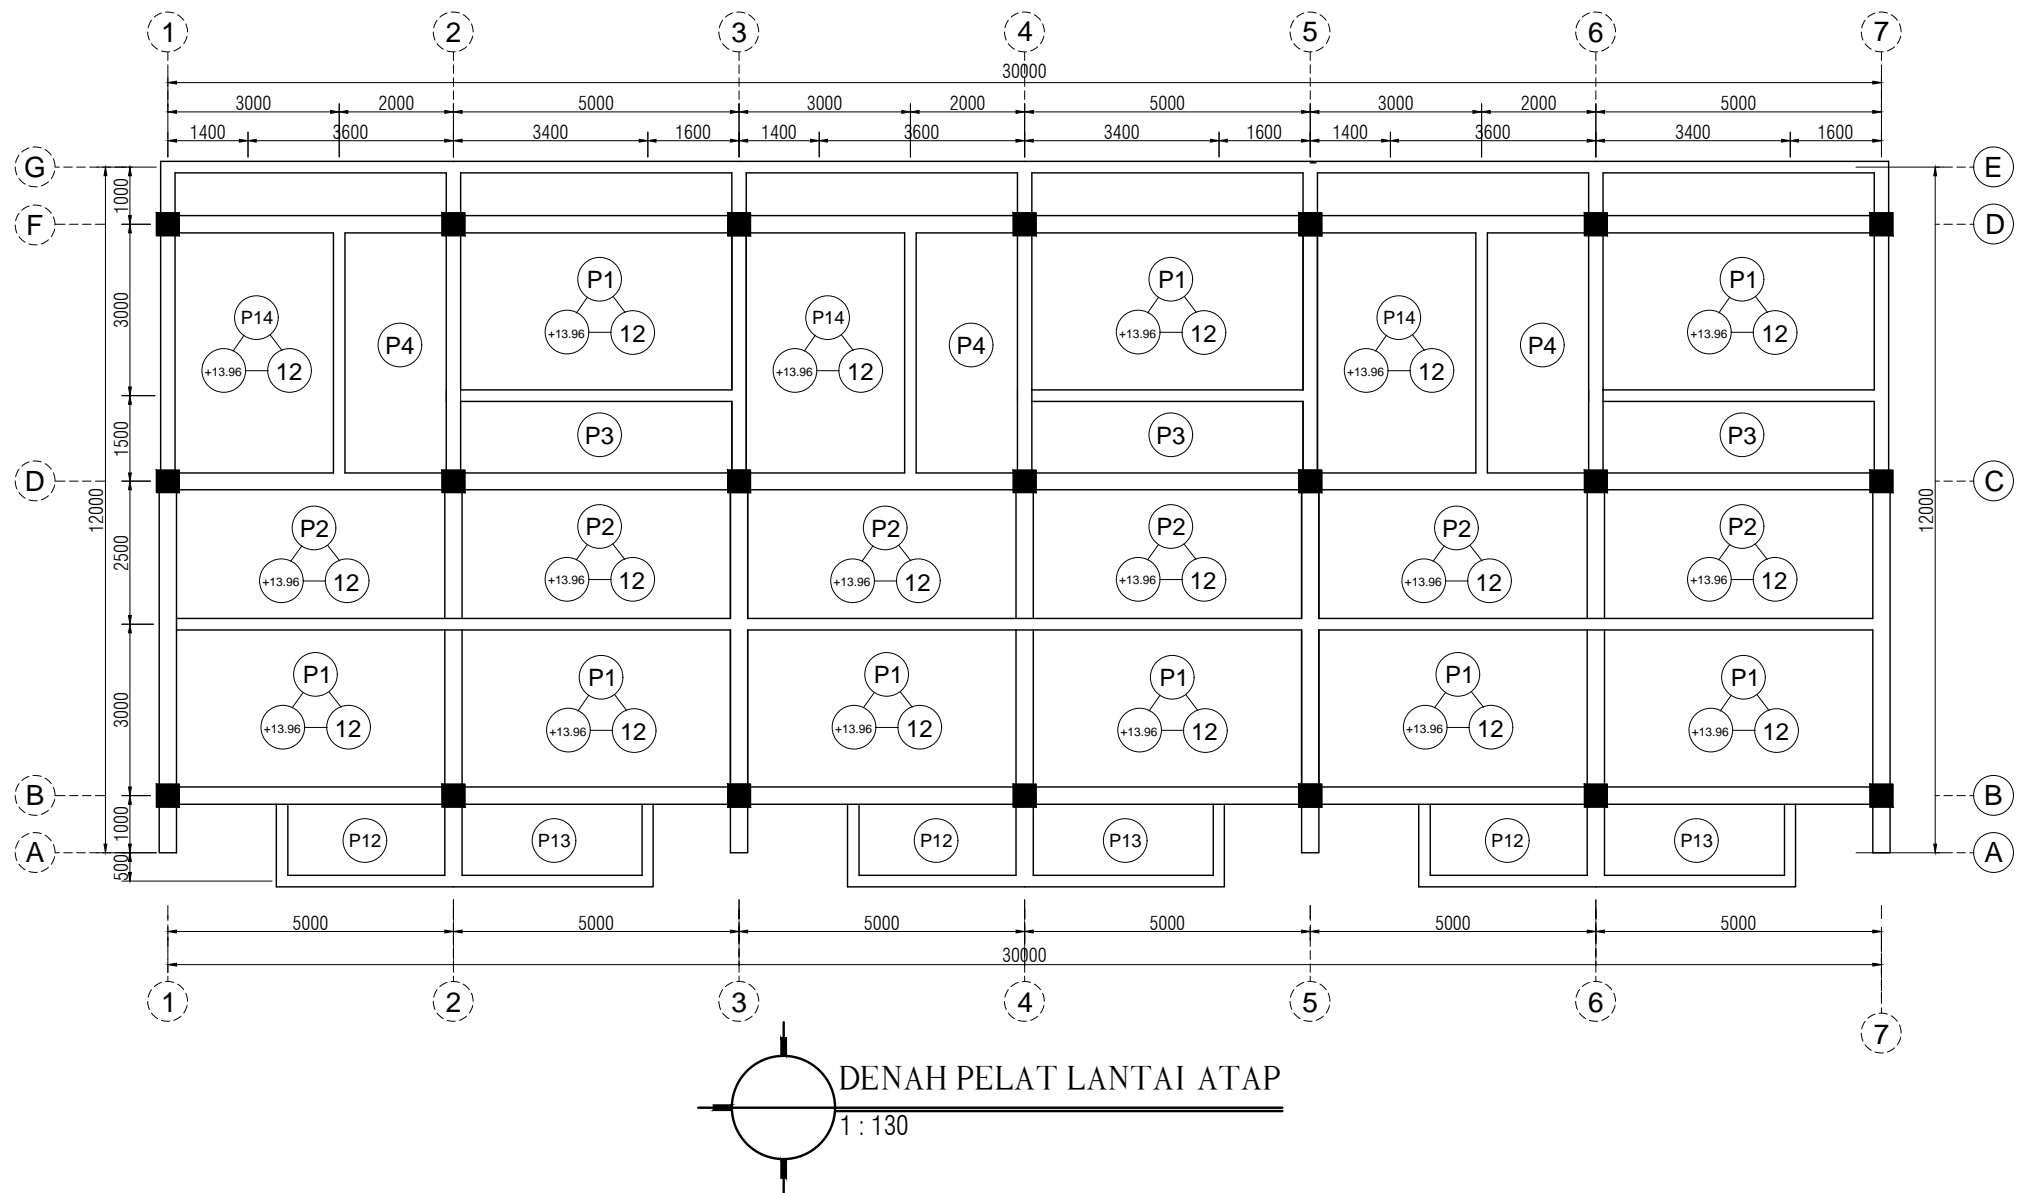 1 2 3 4 5 6 7
30000
3000 2000 5000 3000 2000 5000 3000 2000 5000
1400 3600 3400 1600 1400 3600 3400 1600 1400 3600 3400 1600
G E
1000
F D
P1 P1 P1
P14 P14 P14
3000
+13.96 12 +13.96 12 +13.96 12
P4 P4 P4
+13.96 12 +13.96 12 +13.96 12
1500
P3 P3 P3
D C
12000 12000
P2 P2 P2 P2 P2 P2
2500
+13.96 12 +13.96 12 +13.96 12 +13.96 12 +13.96 12 +13.96 12
P1 P1 P1 P1 P1 P1
3000
+13.96 12 +13.96 12 +13.96 12 +13.96 12 +13.96 12 +13.96 12
B B
1000
P12 P13 P12 P13 P12 P13
A A
500
5000 5000 5000 5000 5000 5000
30000
1 2 3 4 5 6
7
DENAH PELAT LANTAI ATAP
1 : 130